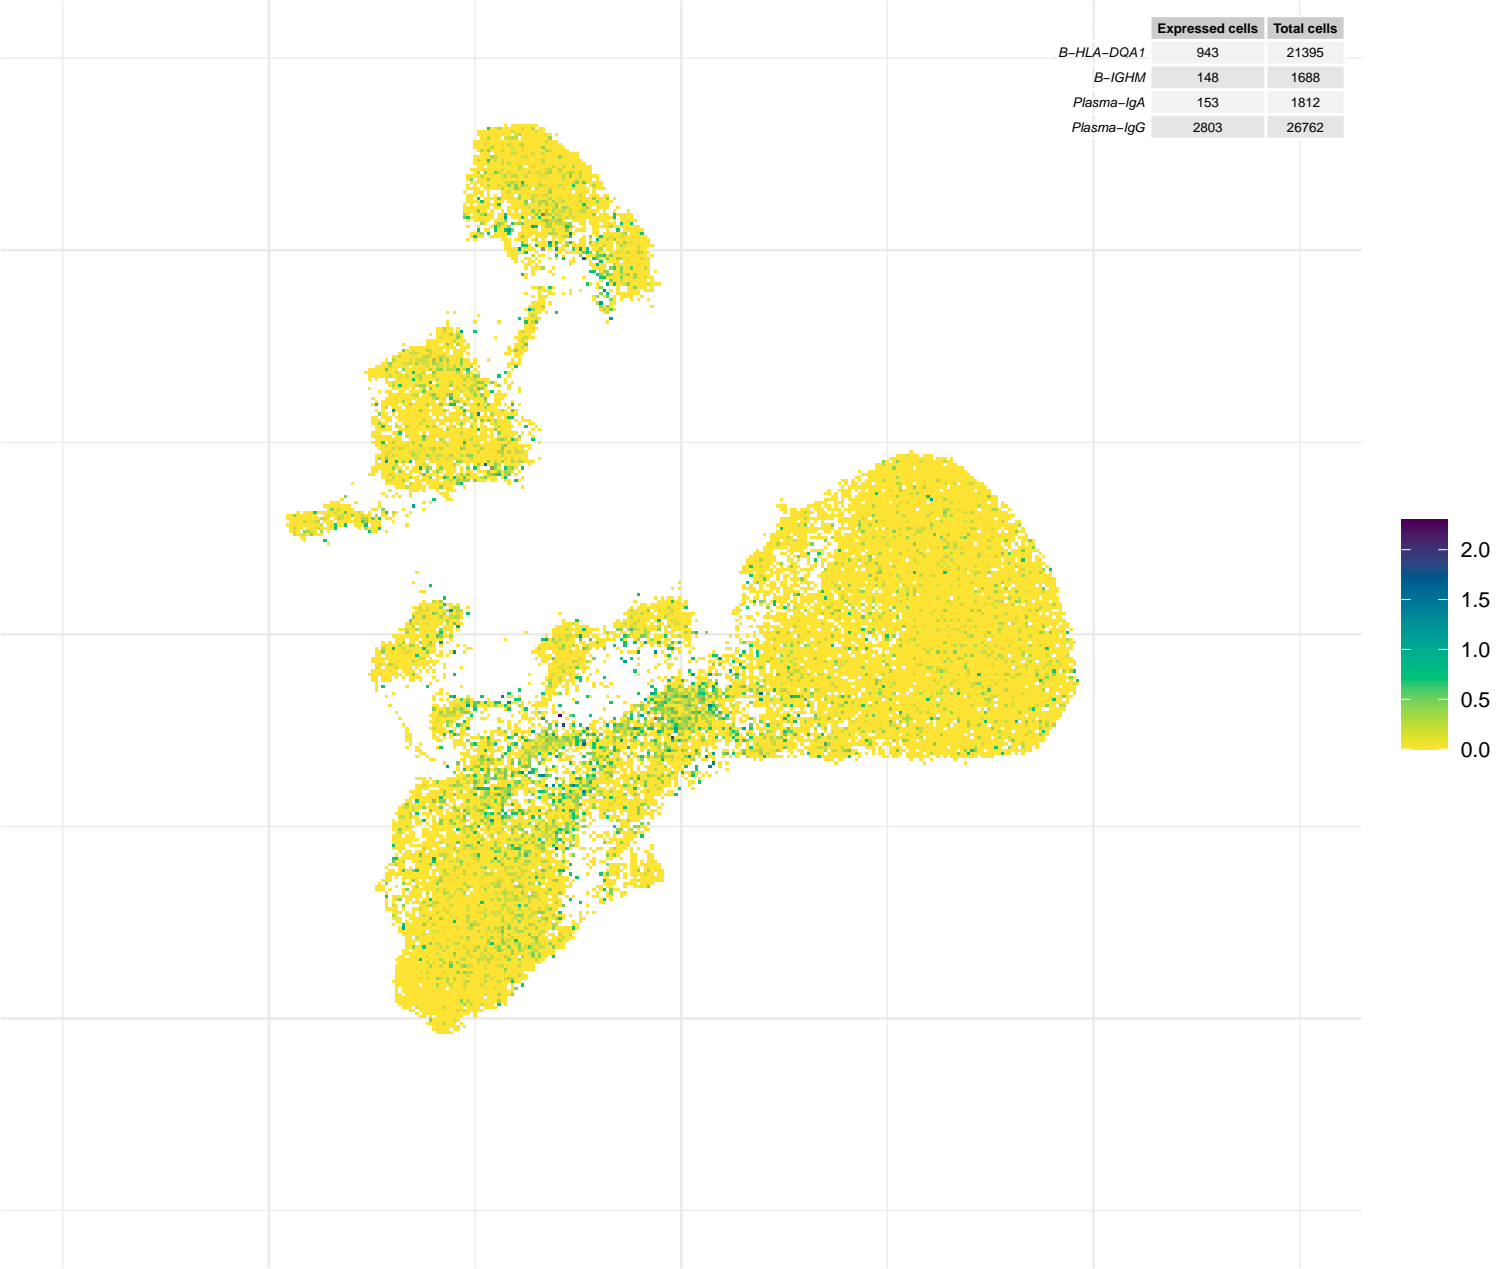 Expressed cells Total cells
B−HLA−DQA1 943 21395
B−IGHM 148 1688
Plasma−IgA 153 1812
Plasma−IgG 2803 26762
2.0
1.5
1.0
0.5
0.0